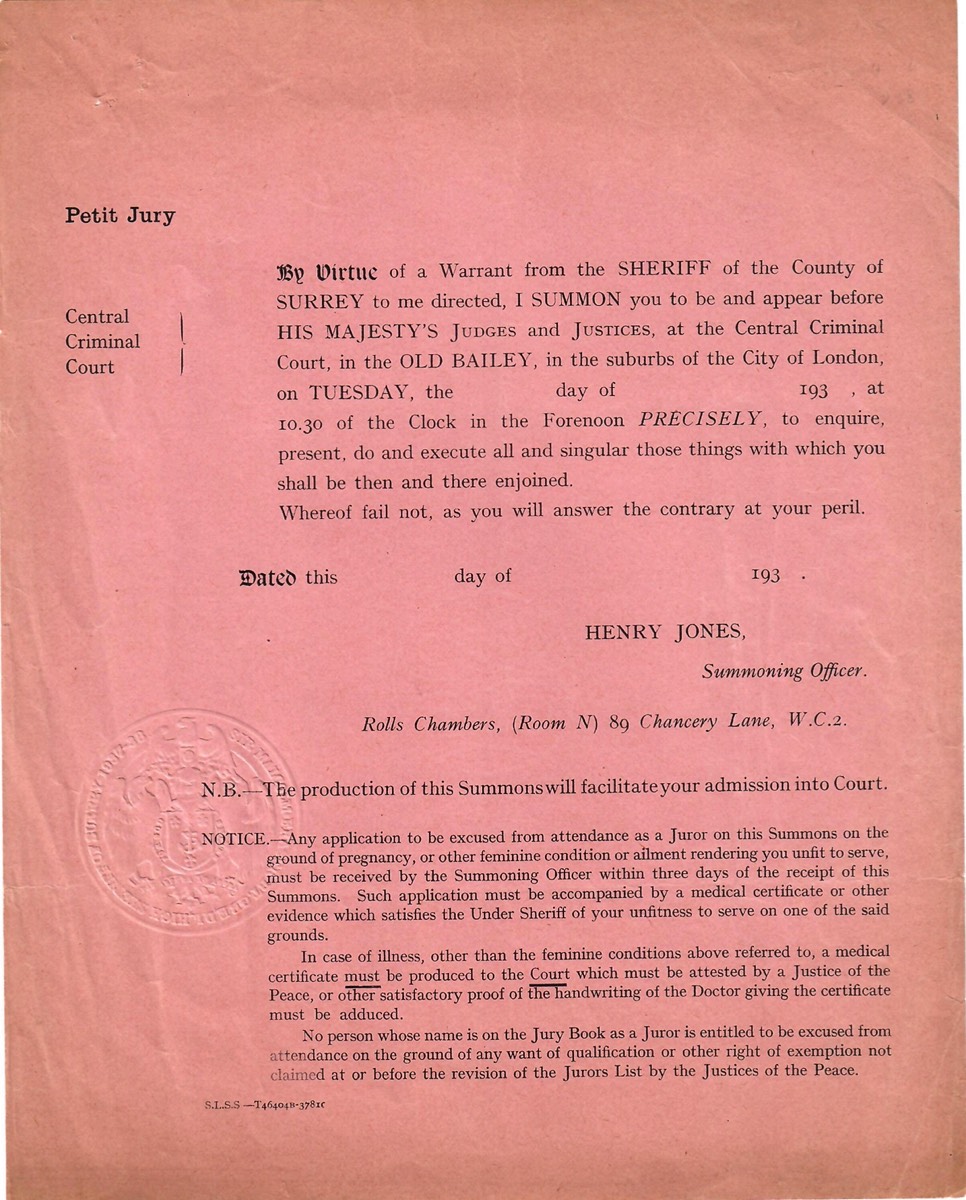 Petit Jury
Central
Criminal
Court
By Virtue of a Warrant from the SHERIFF of the County of
SURREY to me directed, I SUMMON you to be and appear before
HIS MAJESTY'S JUDGES and JUSTICES, at the Central Criminal
Court, in the OLD BAILEY, in the suburbs of the City of London,
on TUESDAY, the day of 193 , at
10.30 of the Clock in the Forenoon PRECISELY, to enquire,
present, do and execute all and singular those things with which you
shall be then and there enjoined.
Whereof fail not, as you will answer the contrary at your peril.
Dated this day of 193 .
HENRY JONES,
Summoning Officer.
Rolls Chambers, (Room N) 89 Chancery Lane, W.C.2.
N.B.—The production of this Summons will facilitate your admission into Court.
NOTICE.—Any application to be excused from attendance as a Juror on this Summons on the
ground of pregnancy, or other feminine condition or ailment rendering you unfit to serve,
must be received by the Summoning Officer within three days of the receipt of this
Summons. Such application must be accompanied by a medical certificate or other
evidence which satisfies the Under Sheriff of your unfitness to serve on one of the said
grounds.
In case of illness, other than the feminine conditions above referred to, a medical
certificate must be produced to the Court which must be attested by a Justice of the
Peace, or other satisfactory proof of the handwriting of the Doctor giving the certificate
must be adduced.
No person whose name is on the Jury Book as a Juror is entitled to be excused from
attendance on the ground of any want of qualification or other right of exemption not
claimed at or before the revision of the Jurors List by the Justices of the Peace.
S.L.S.S —T46404B-3781C